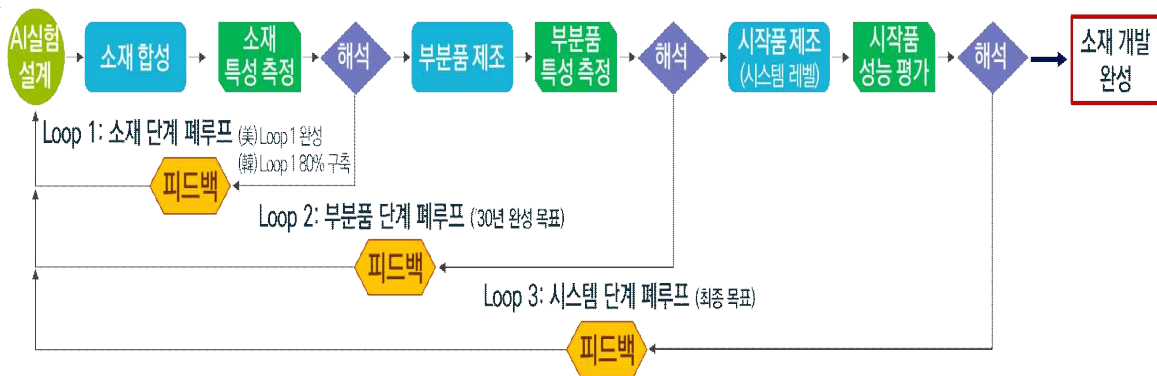 AI실험
설계
소재 합성
소재
특성 측정
해석
부분품 제조
부분품
특성 측정
해석
시작품 제조
(시스템 레벨)
시작품
성능 평가
해석
소재 개발
완성
Loop 1: 소재 단계 폐루프 (美) Loop 1 완성
(韓) Loop 1 80% 구축
피드백
Loop 2: 부분품 단계 폐루프 ('30년 완성 목표)
피드백
Loop 3: 시스템 단계 폐루프 (최종 목표)
피드백